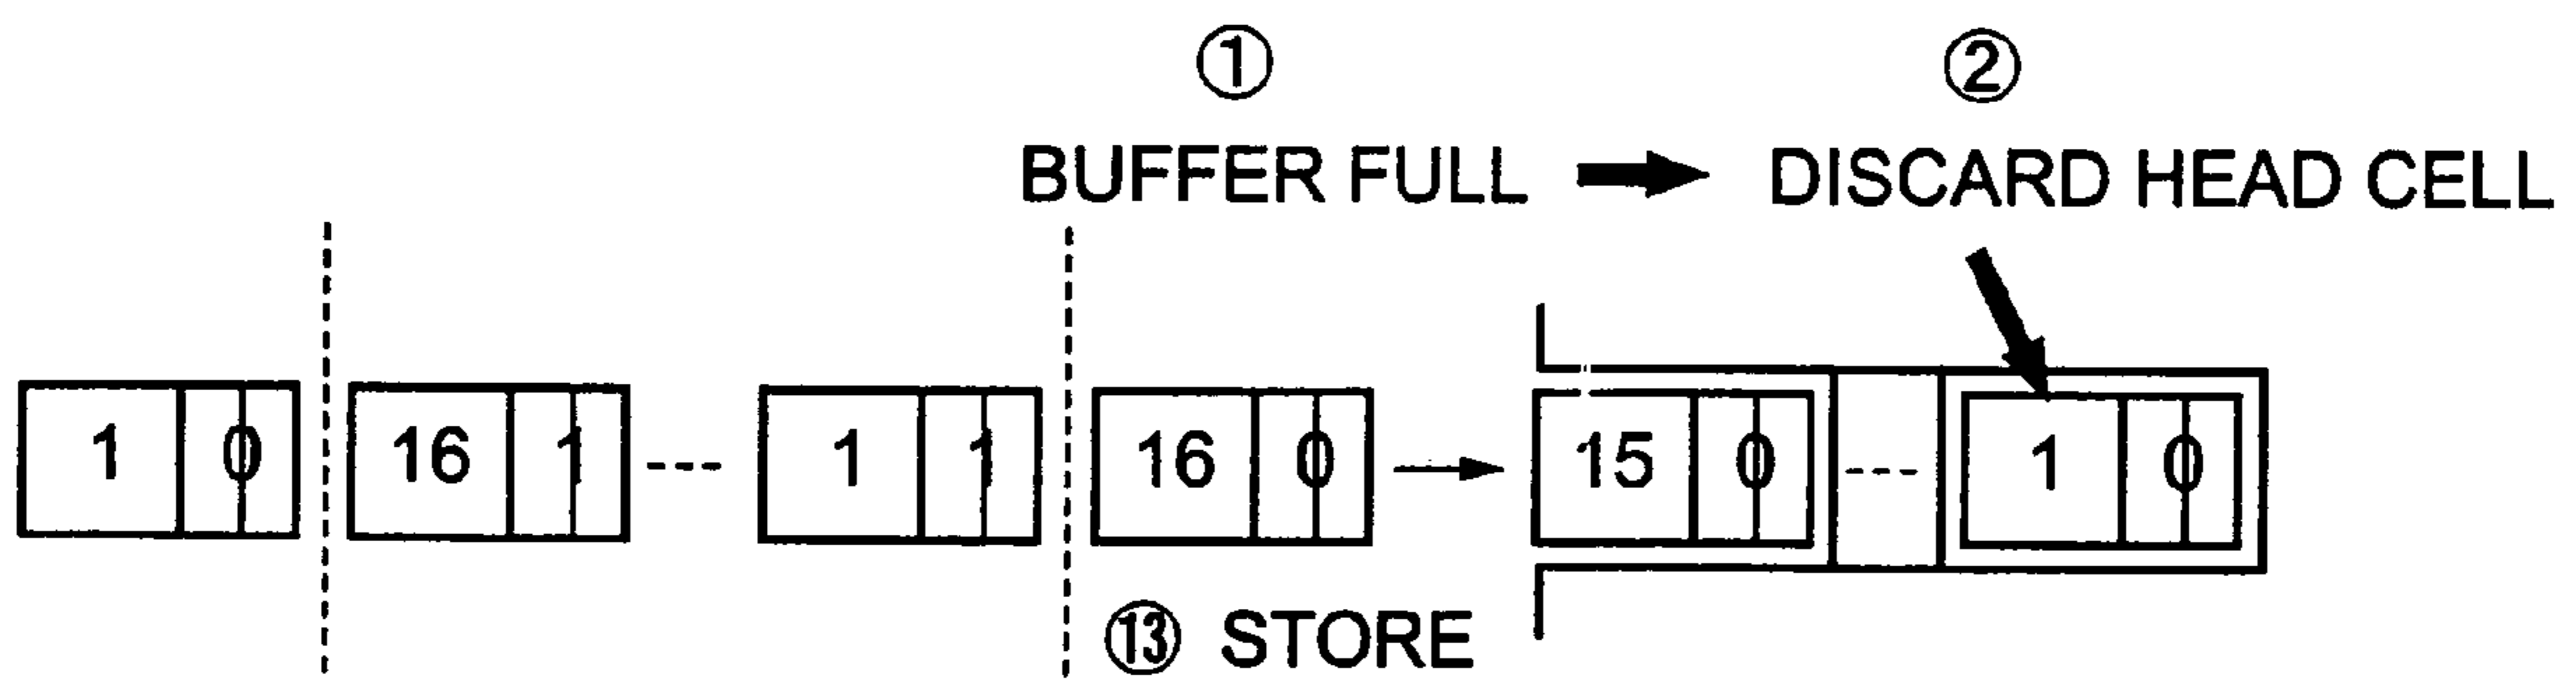 ① ②
BUFFER FULL DISCARD HEAD CELL
1 0 16 1 1 1 16 0 15 0 1 0
⑬ STORE